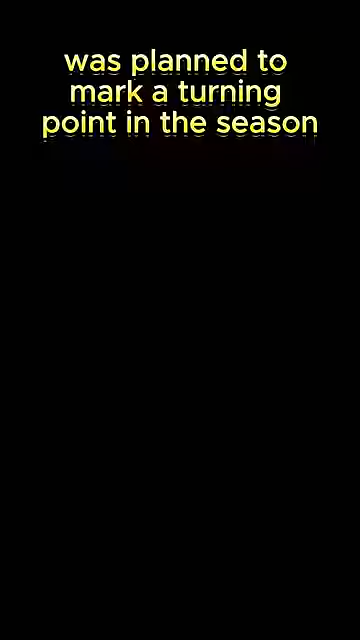 was planned to
mark a turning
point in the season